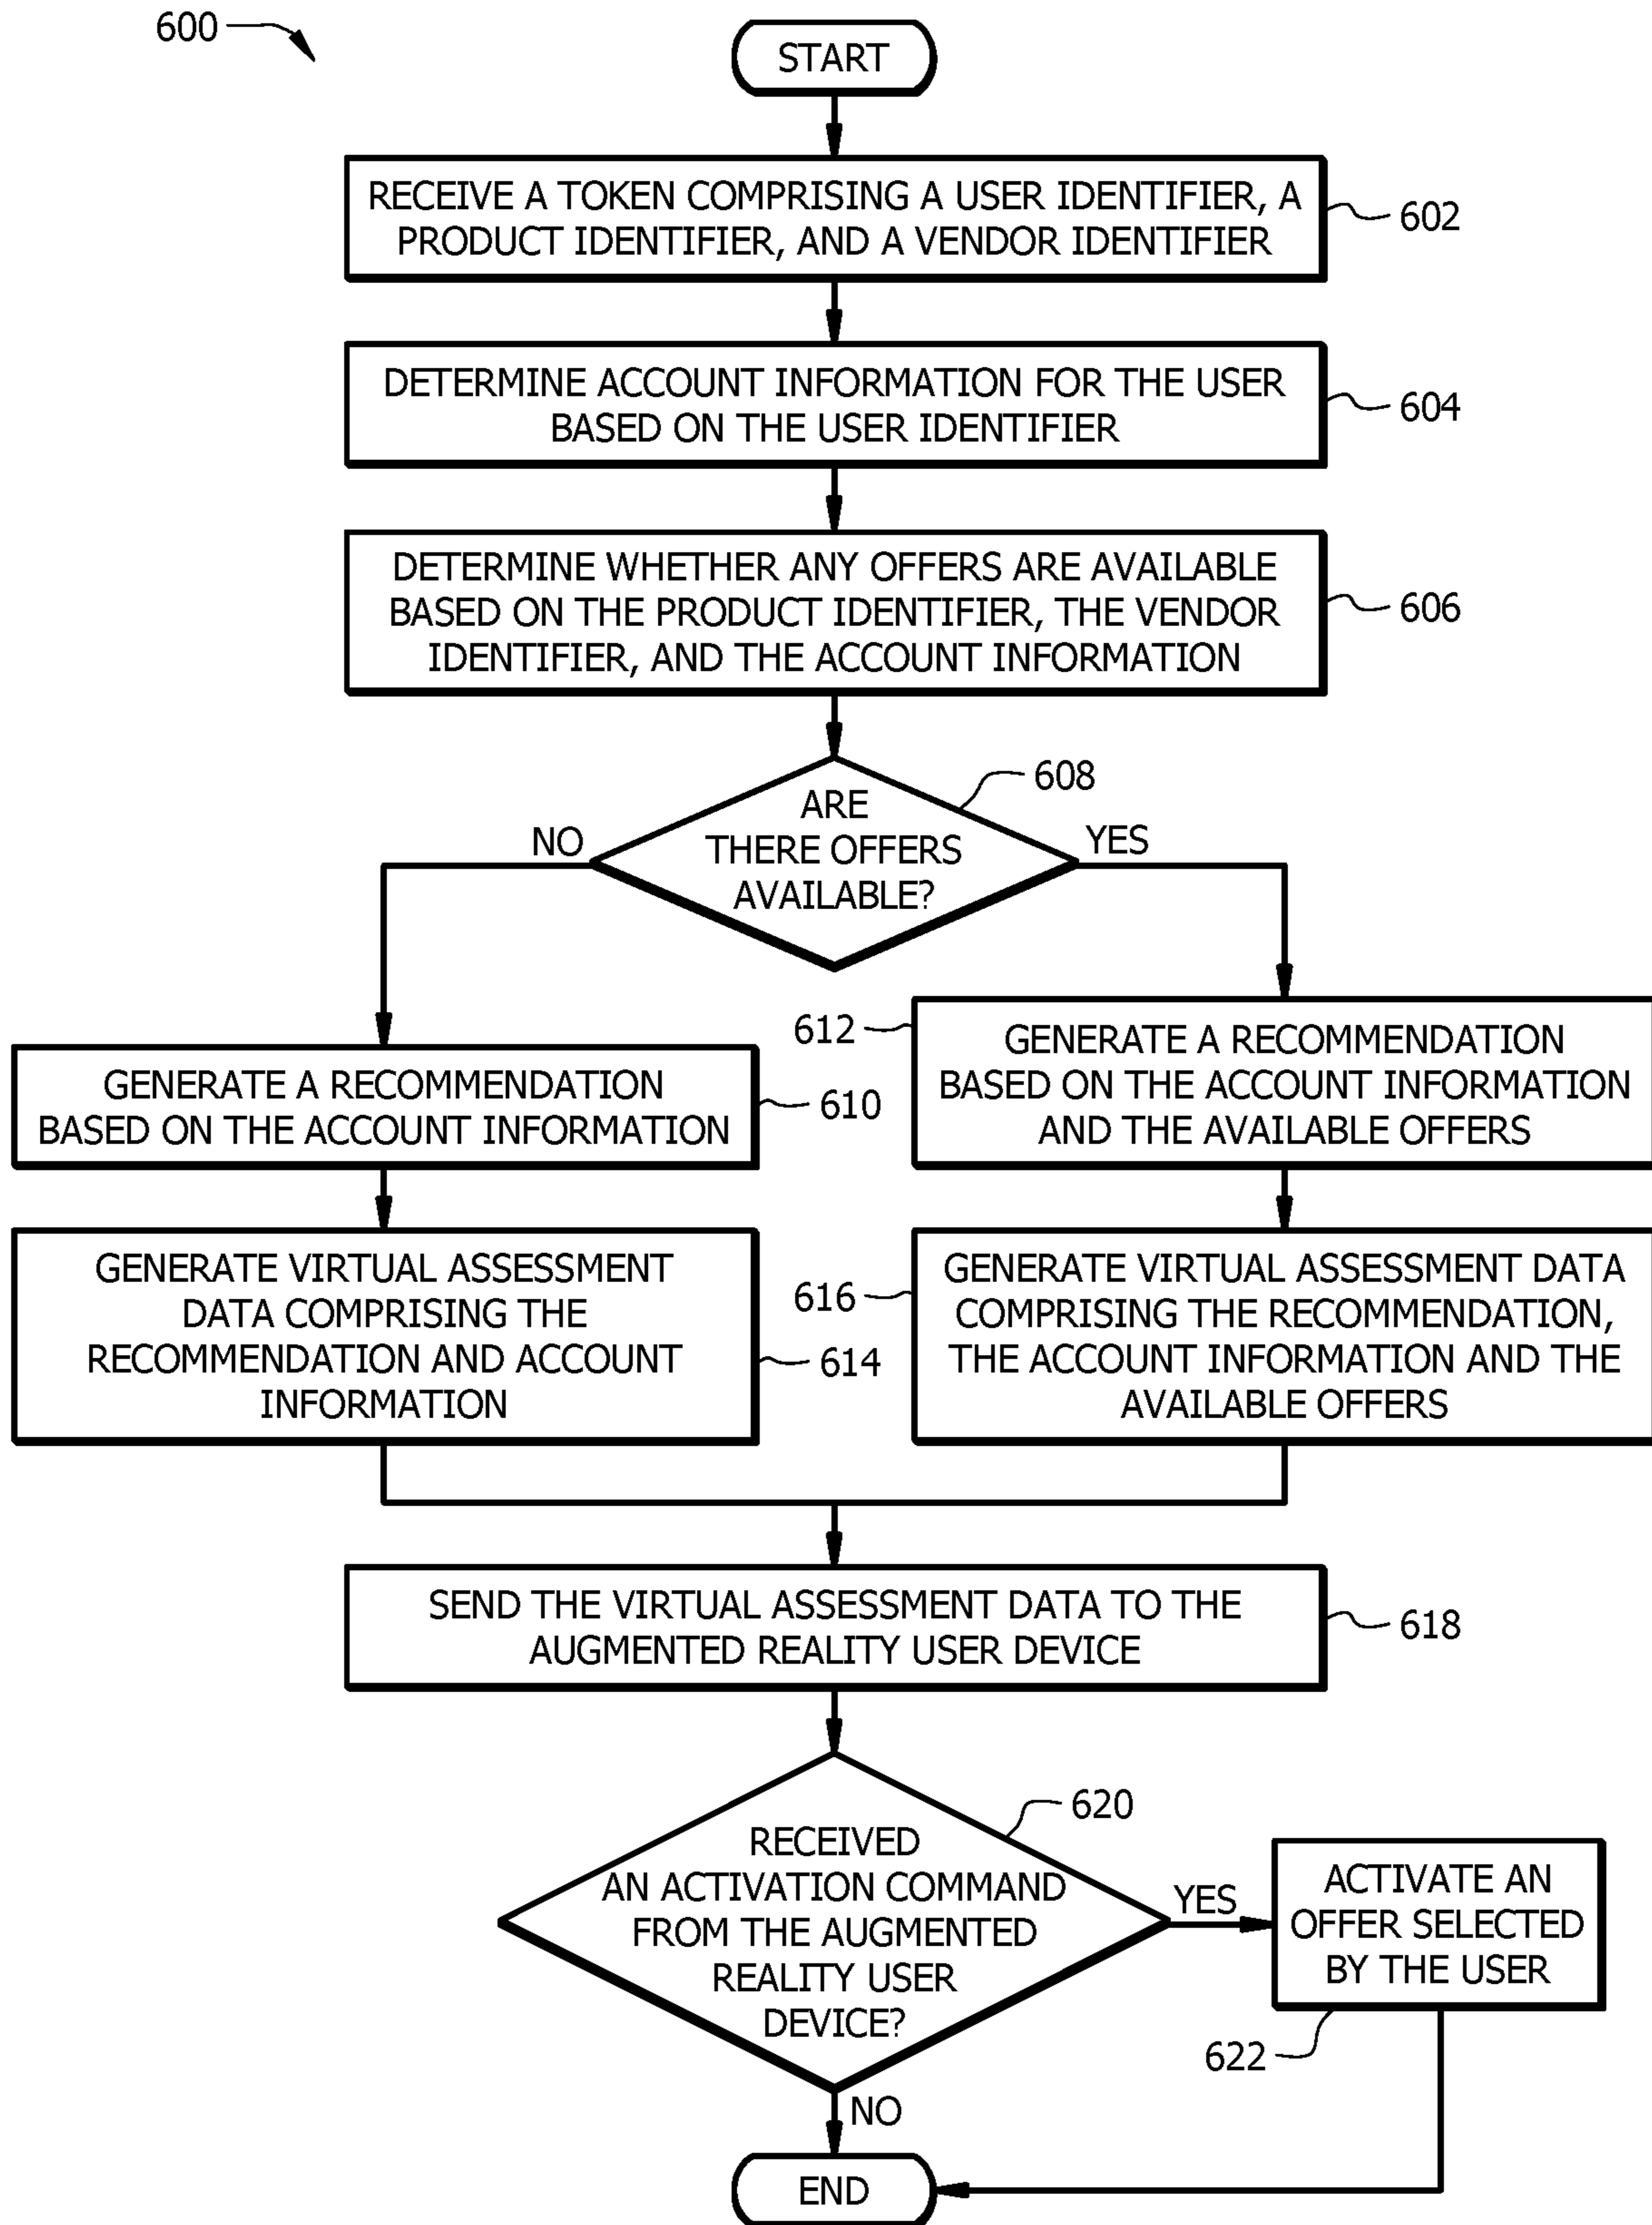 600
START
RECEIVE A TOKEN COMPRISING A USER IDENTIFIER, A
PRODUCT IDENTIFIER, AND A VENDOR IDENTIFIER
602
DETERMINE ACCOUNT INFORMATION FOR THE USER
BASED ON THE USER IDENTIFIER
604
DETERMINE WHETHER ANY OFFERS ARE AVAILABLE
BASED ON THE PRODUCT IDENTIFIER, THE VENDOR
IDENTIFIER, AND THE ACCOUNT INFORMATION
606
608
ARE
THERE OFFERS
AVAILABLE?
NO
YES
GENERATE A RECOMMENDATION
BASED ON THE ACCOUNT INFORMATION
610
612
GENERATE A RECOMMENDATION
BASED ON THE ACCOUNT INFORMATION
AND THE AVAILABLE OFFERS
GENERATE VIRTUAL ASSESSMENT
DATA COMPRISING THE
RECOMMENDATION AND ACCOUNT
INFORMATION
614
616
GENERATE VIRTUAL ASSESSMENT DATA
COMPRISING THE RECOMMENDATION,
THE ACCOUNT INFORMATION AND THE
AVAILABLE OFFERS
SEND THE VIRTUAL ASSESSMENT DATA TO THE
AUGMENTED REALITY USER DEVICE
618
620
RECEIVED
AN ACTIVATION COMMAND
FROM THE AUGMENTED
REALITY USER
DEVICE?
YES
ACTIVATE AN
OFFER SELECTED
BY THE USER
622
NO
END